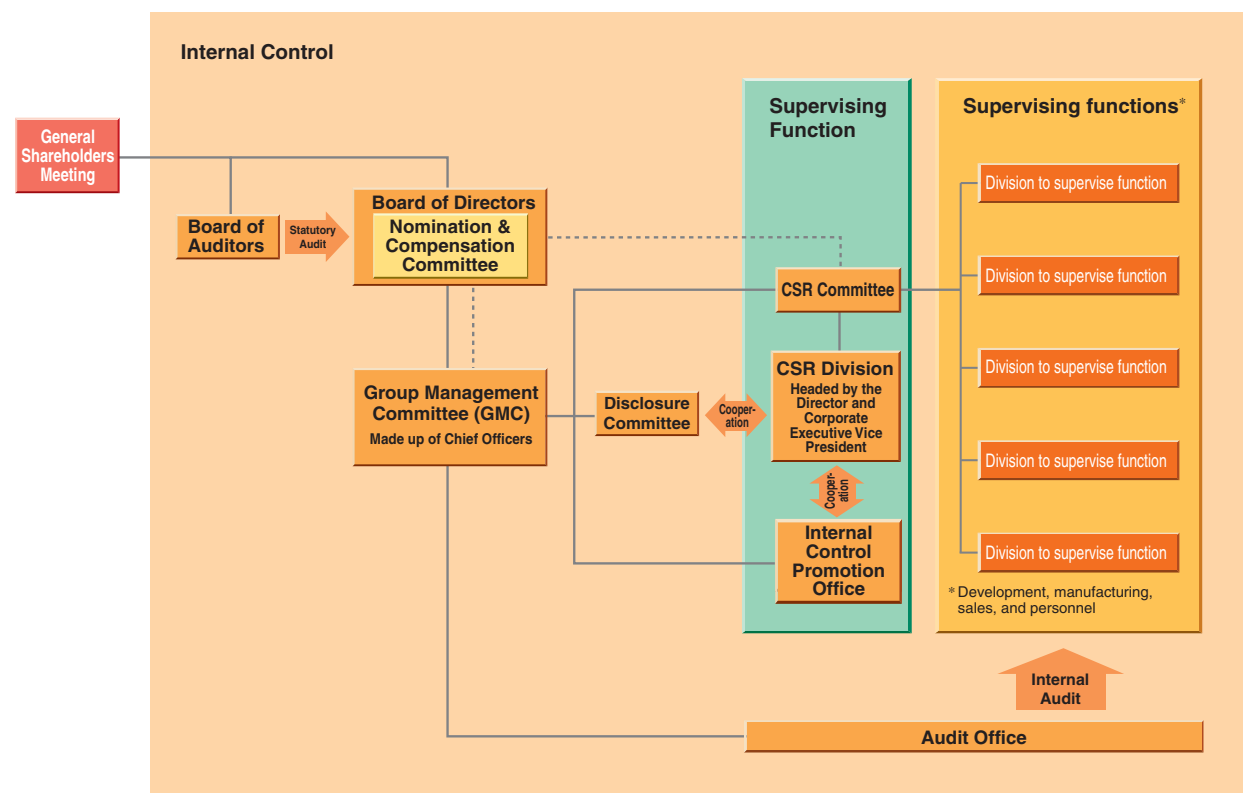 Internal Control
General
Shareholders
Meeting
Board of
Auditors
Statutory
Audit
Board of Directors
Nomination &
Compensation
Committee
Group Management
Committee (GMC)
Made up of Chief Officers
Disclosure
Committee
Cooper-
ation
Supervising
Function
CSR Committee
CSR Division
Headed by the
Director and
Corporate
Executive Vice
President
Cooper-
ation
Internal
Control
Promotion
Office
Supervising functions*
Division to supervise function
Division to supervise function
Division to supervise function
Division to supervise function
Division to supervise function
* Development, manufacturing,
sales, and personnel
Internal
Audit
Audit Office